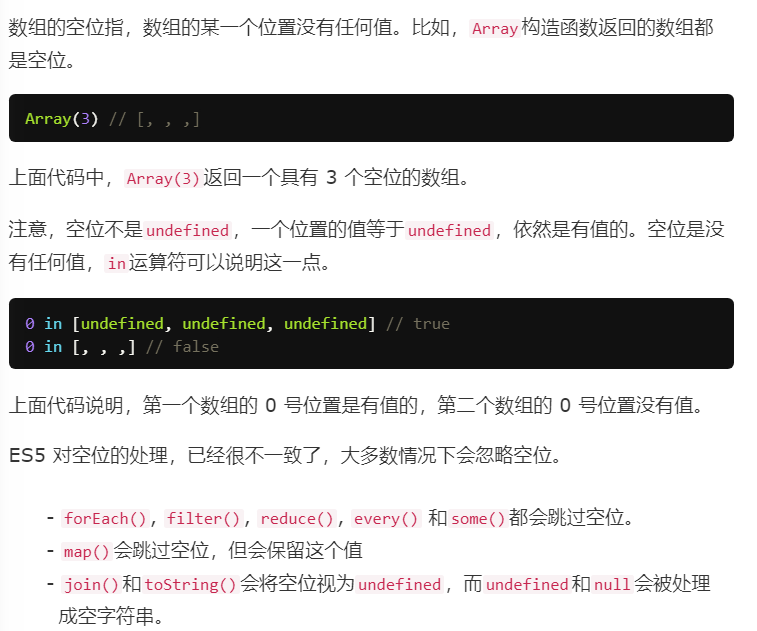 数组的空位指，数组的某一个位置没有任何值。比如，Array构造函数返回的数组都
是空位。
Array(3) // [, , ,]
上面代码中，Array(3)返回一个具有 3 个空位的数组。
注意，空位不是undefined，一个位置的值等于undefined，依然是有值的。空位是没
有任何值，in运算符可以说明这一点。
0 in [undefined, undefined, undefined] // true
0 in [, , ,] // false
上面代码说明，第一个数组的 0 号位置是有值的，第二个数组的 0 号位置没有值。
ES5 对空位的处理，已经很不一致了，大多数情况下会忽略空位。
- forEach(), filter(), reduce(), every() 和some()都会跳过空位。
- map()会跳过空位，但会保留这个值
- join()和toString()会将空位视为undefined，而undefined和null会被处理
成空字符串。